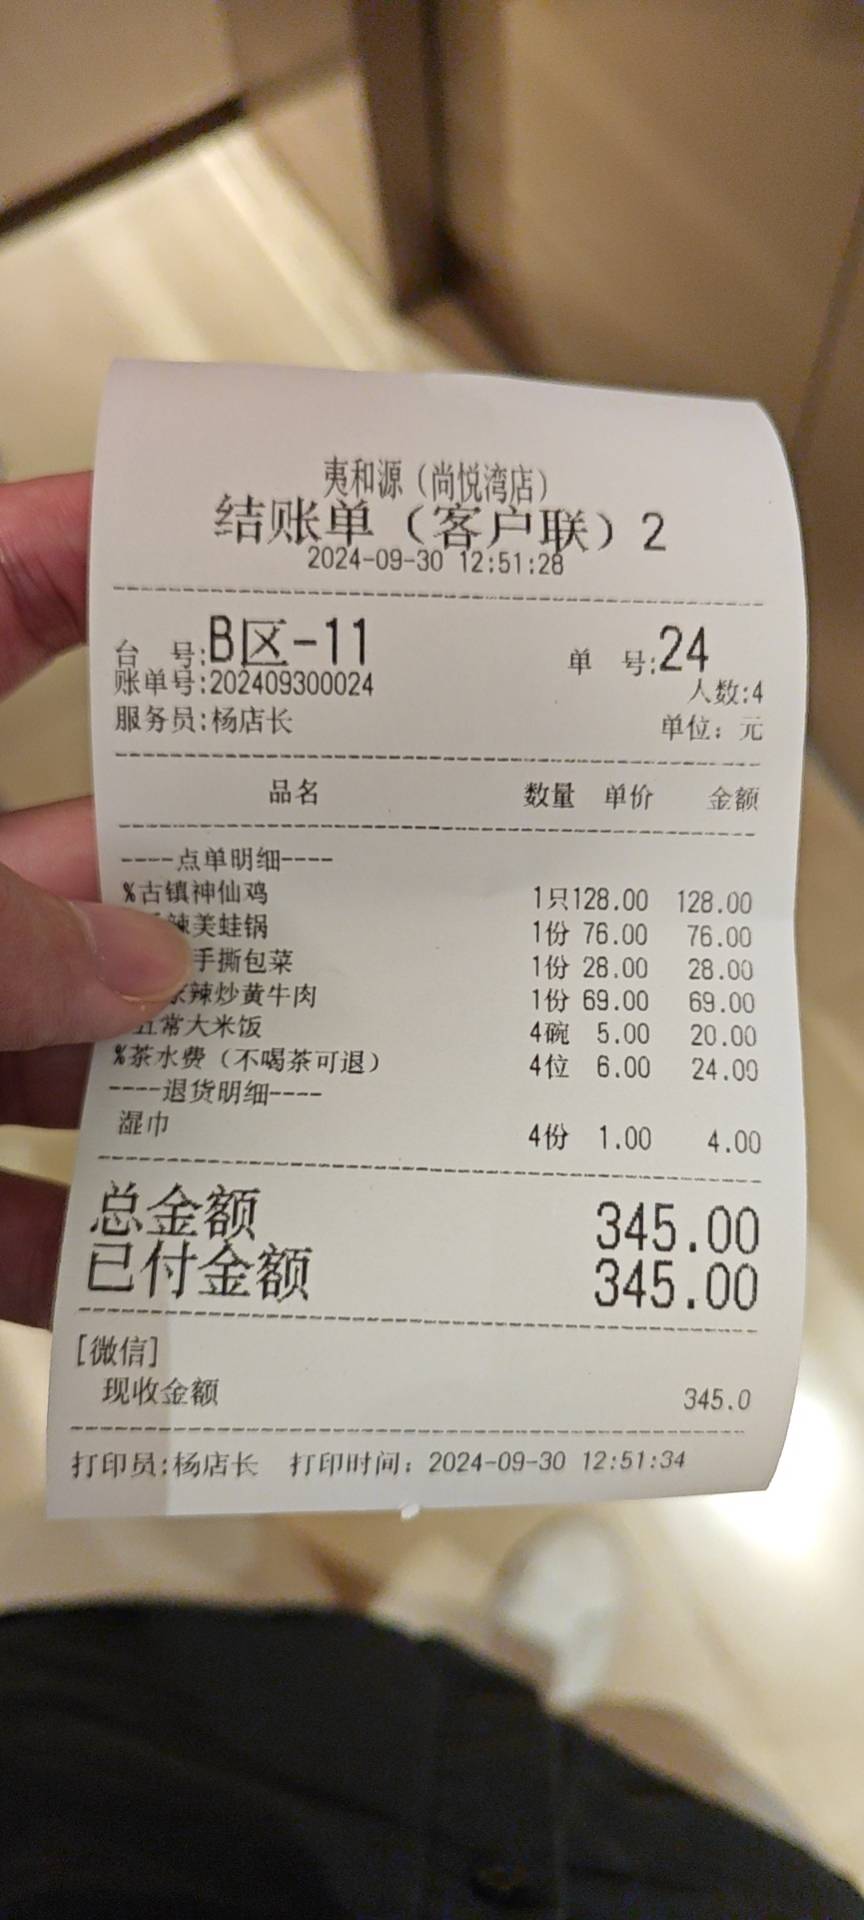 夷和源（尚悦湾店）
结账单（客户联）2
2024-09-30 12:51:28
台 号:B区-11 单 号:24
账单号:202409300024 人数:4
服务员:杨店长 单位：元
品名 数量 单价 金额
----点单明细----
%古镇神仙鸡 1只128.00 128.00
辣美蛙锅 1份 76.00 76.00
手撕包菜 1份 28.00 28.00
辣炒黄牛肉 1份 69.00 69.00
五常大米饭 4碗 5.00 20.00
%茶水费（不喝茶可退） 4位 6.00 24.00
----退货明细----
湿巾 4份 1.00 4.00
总金额 345.00
已付金额 345.00
[微信]
现收金额 345.0
打印员:杨店长 打印时间：2024-09-30 12:51:34